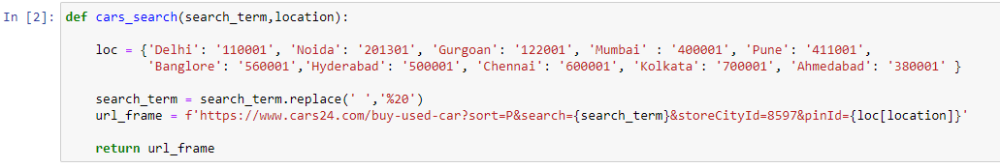 In [2]: def cars_search(search_term,location):
loc = {'Delhi': '110001', 'Noida': '201301', 'Gurgoan': '122001', 'Mumbai' : '400001', 'Pune': '411001',
'Banglore': '560001','Hyderabad': '500001', 'Chennai': '600001', 'Kolkata': '700001', 'Ahmedabad': '380001' }
search_term = search_term.replace(' ','%20')
url_frame = f'https://www.cars24.com/buy-used-car?sort=P&search={search_term}&storeCityId=8597&pinId={loc[location]}'
return url_frame